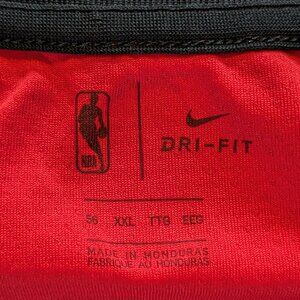 NBA
DRI-FIT
56 XXL TTG EEG
MADE IN HONDURAS
FABRIQUÉ AU HONDURAS